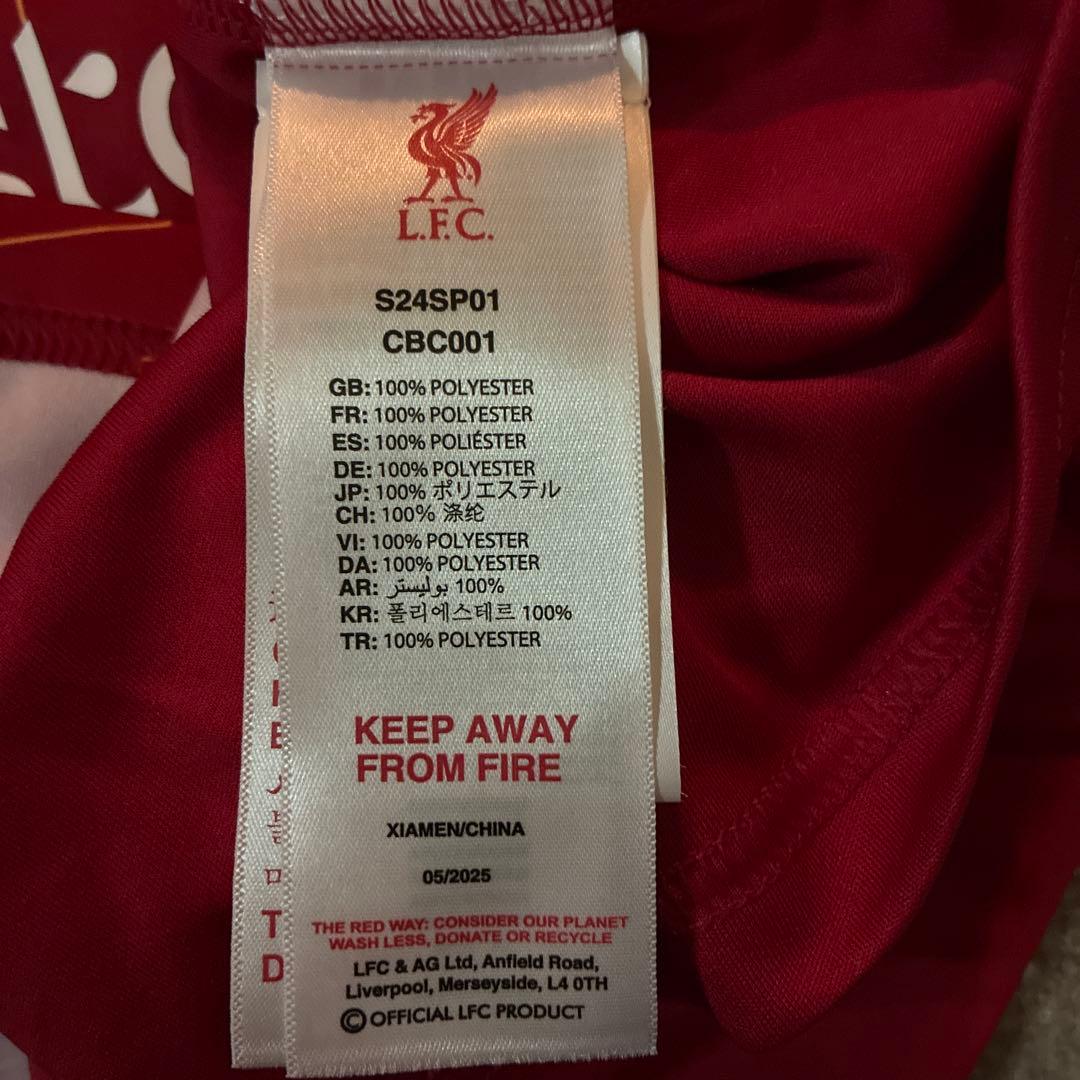 L.F.C.
S24SP01
CBC001
GB: 100% POLYESTER
FR: 100% POLYESTER
ES: 100% POLIÉSTER
DE: 100% POLYESTER
JP: 100% ポリエステル
CH: 100% 涤纶
VI: 100% POLYESTER
DA: 100% POLYESTER
AR: بوليستر 100%
KR: 폴리에스테르 100%
TR: 100% POLYESTER
KEEP AWAY
FROM FIRE
XIAMEN/CHINA
05/2025
THE RED WAY: CONSIDER OUR PLANET
WASH LESS, DONATE OR RECYCLE
LFC & AG Ltd, Anfield Road,
Liverpool, Merseyside, L4 0TH
© OFFICIAL LFC PRODUCT